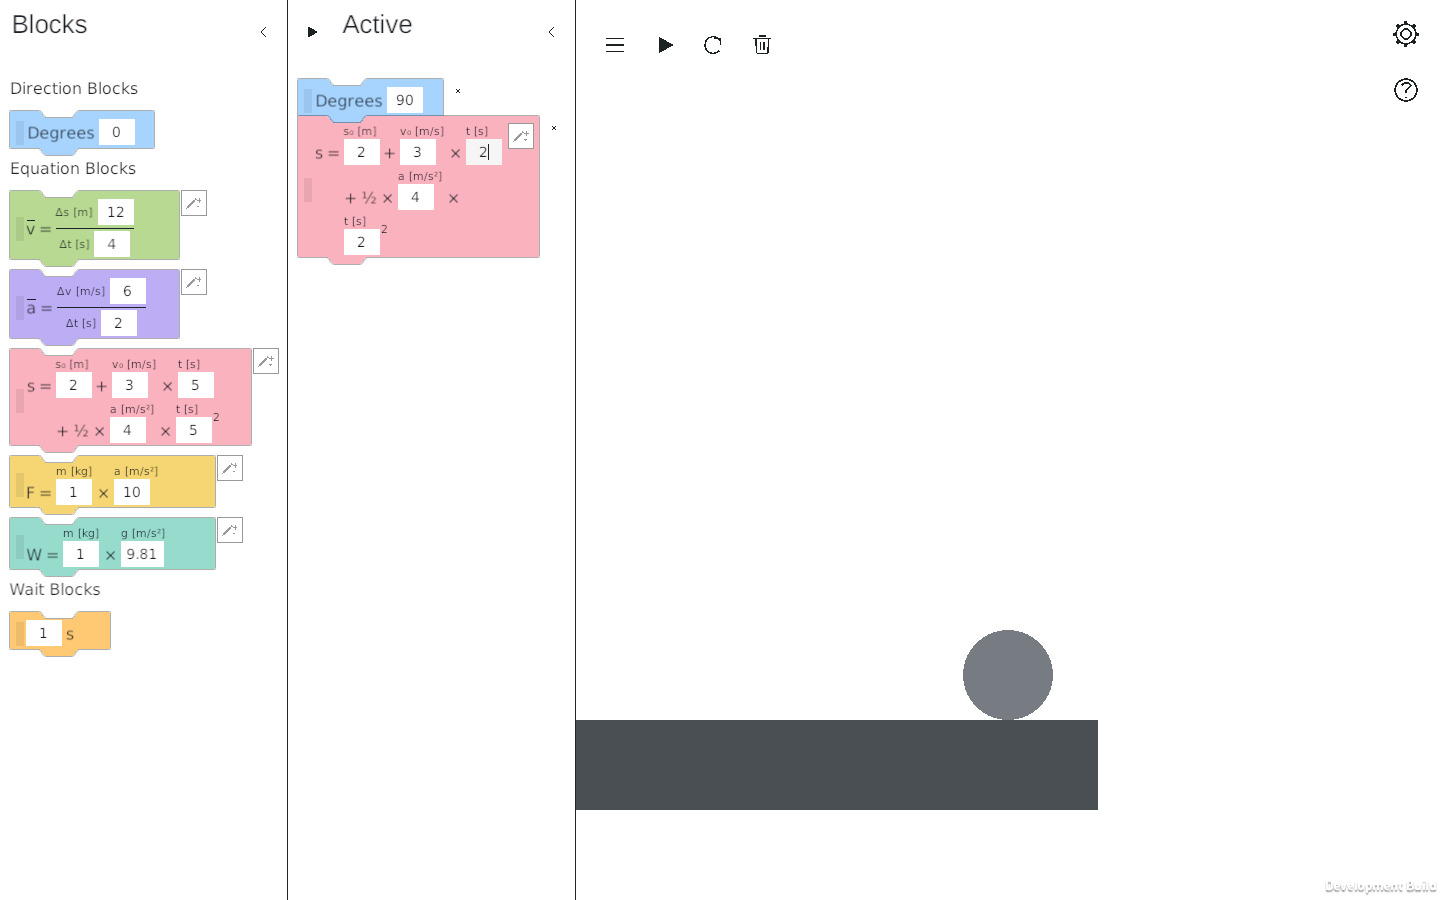 Blocks
Direction Blocks
Degrees 0
Equation Blocks
v̅ = Δs [m] 12
Δt [s] 4
a̅ = Δv [m/s] 6
Δt [s] 2
s₀ [m] v₀ [m/s] t [s]
s = 2 + 3 × 5
a [m/s²] t [s]
+ ½ × 4 × 5 2
m [kg] a [m/s²]
F = 1 × 10
m [kg] g [m/s²]
W = 1 × 9.81
Wait Blocks
1 s
Active
Degrees 90
s₀ [m] v₀ [m/s] t [s]
s = 2 + 3 × 2
a [m/s²]
+ ½ × 4 ×
t [s]
2 2
Development Build